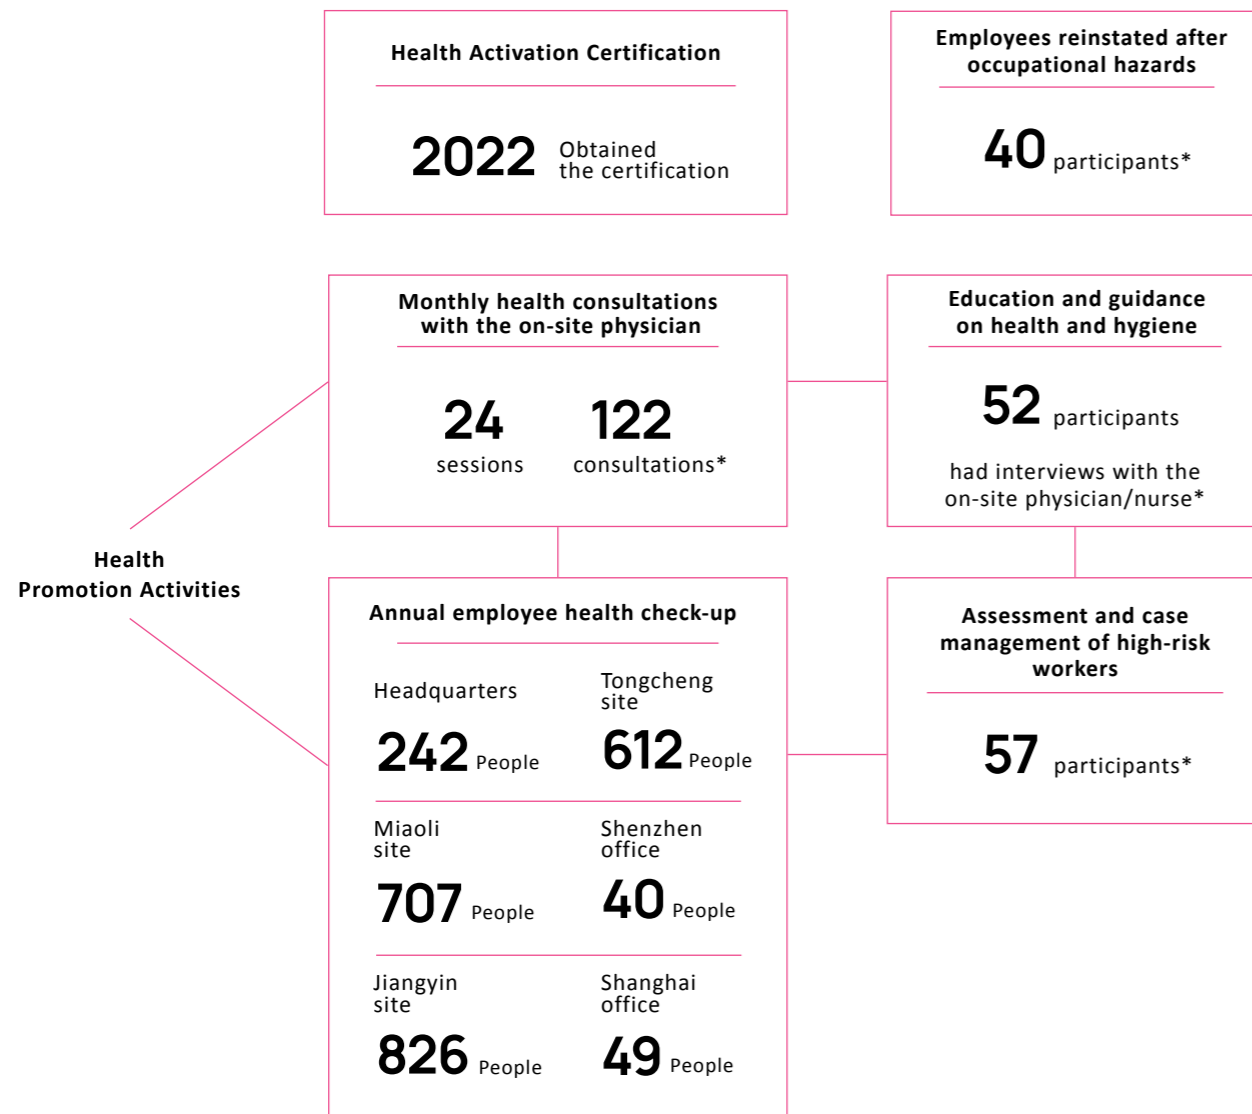 Health Activation Certification
2022 Obtained
the certification
Employees reinstated after
occupational hazards
40 participants*
Monthly health consultations
with the on-site physician
24
sessions
122
consultations*
Education and guidance
on health and hygiene
52 participants
had interviews with the
on-site physician/nurse*
Health
Promotion Activities
Annual employee health check-up
Headquarters
242 People
Tongcheng
site
612 People
Miaoli
site
707 People
Shenzhen
office
40 People
Jiangyin
site
826 People
Shanghai
office
49 People
Assessment and case
management of high-risk
workers
57 participants*